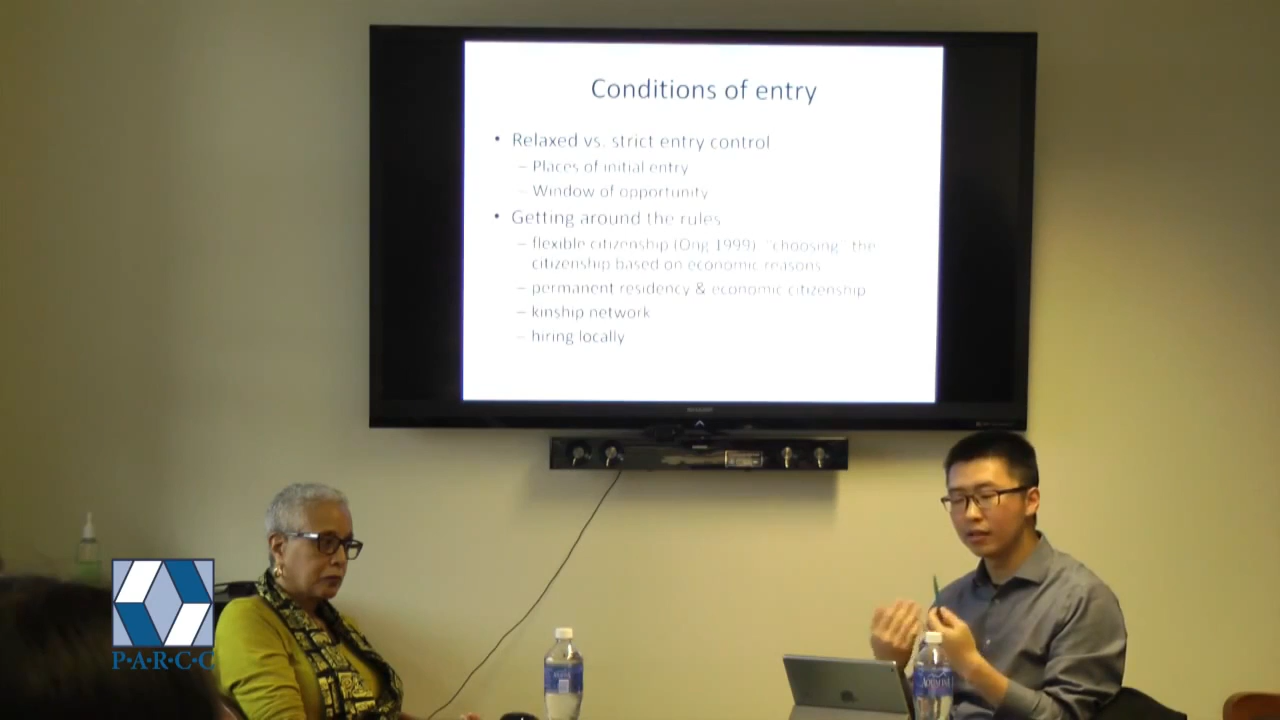 Conditions of entry
• Relaxed vs. strict entry control
– Places of initial entry
– Window of opportunity
• Getting around the rules
– flexible citizenship (Ong 1999) "choosing" the
citizenship based on economic reasons
– permanent residency & economic citizenship
– kinship network
– hiring locally
SHARP
P·A·R·C·C
AQUAFINA